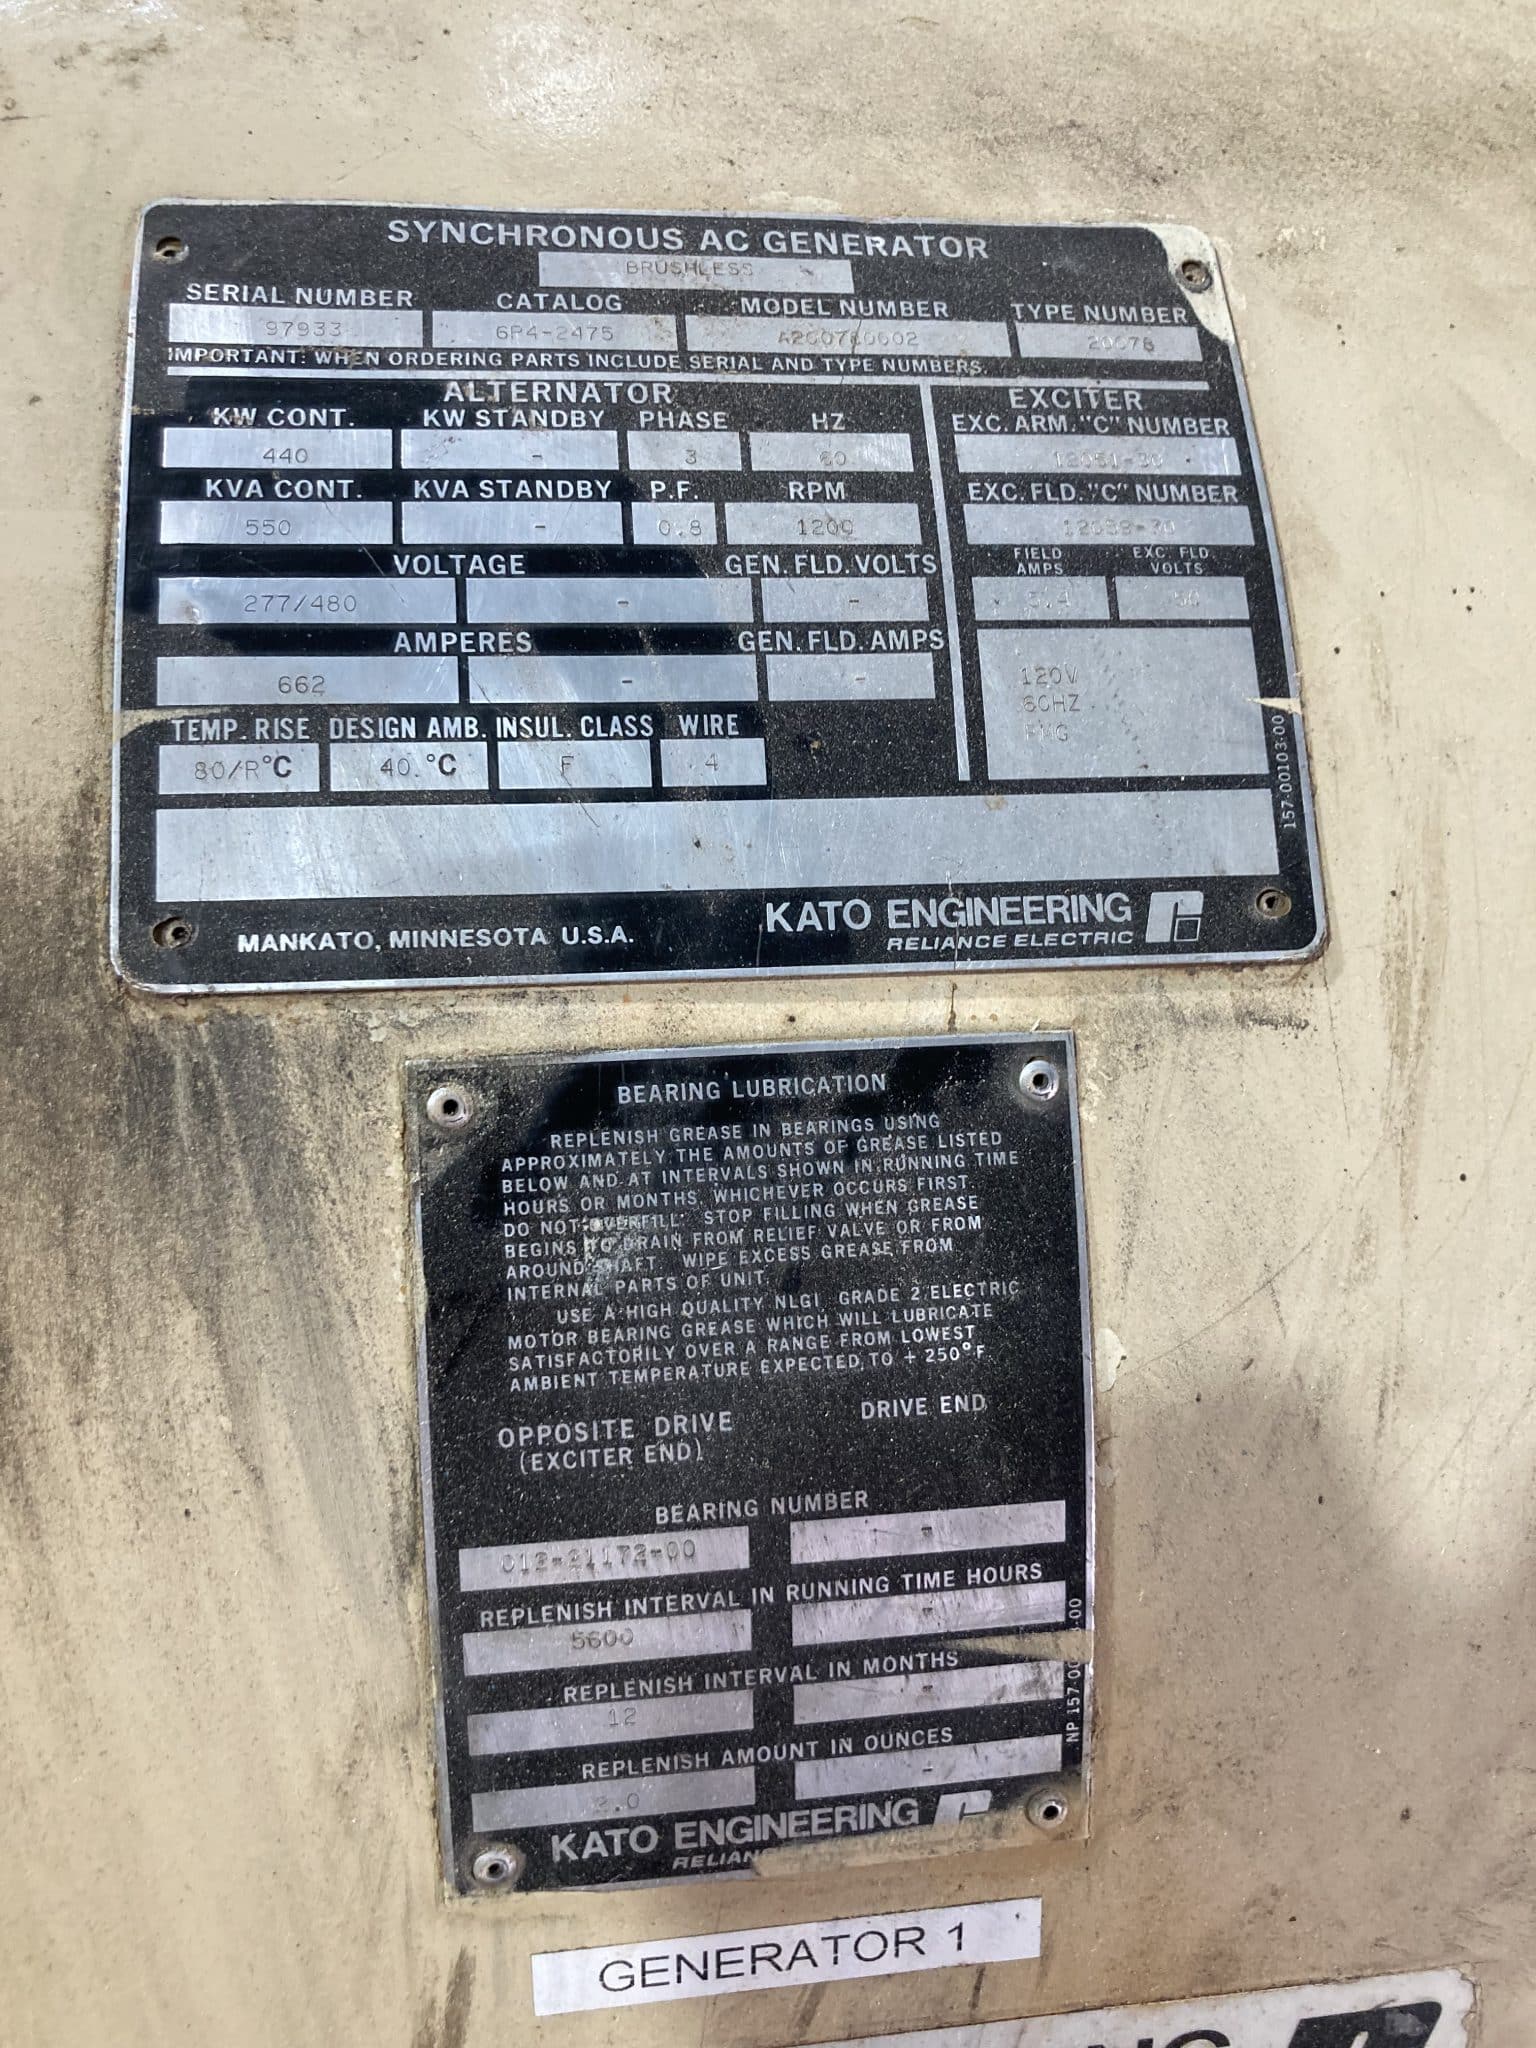 SYNCHRONOUS AC GENERATOR
BRUSHLESS
SERIAL NUMBER CATALOG MODEL NUMBER TYPE NUMBER
97933 6P4-2475
IMPORTANT: WHEN ORDERING PARTS INCLUDE SERIAL AND TYPE NUMBERS.
ALTERNATOR EXCITER
KW CONT. KW STANDBY PHASE HZ EXC. ARM. "C" NUMBER
440 - 3 60
KVA CONT. KVA STANDBY P.F. RPM EXC. FLD. "C" NUMBER
550 - 0.8 1200
VOLTAGE GEN. FLD. VOLTS FIELD AMPS EXC. FLD. VOLTS
277/480 - - 50
AMPERES GEN. FLD. AMPS
662 - -
120V
60HZ
PMG
TEMP. RISE DESIGN AMB. INSUL. CLASS WIRE
80/R°C 40.°C F 4
157-00103-00
MANKATO, MINNESOTA U.S.A.
KATO ENGINEERING
RELIANCE ELECTRIC
BEARING LUBRICATION
REPLENISH GREASE IN BEARINGS USING
APPROXIMATELY THE AMOUNTS OF GREASE LISTED
BELOW AND AT INTERVALS SHOWN IN RUNNING TIME
HOURS OR MONTHS, WHICHEVER OCCURS FIRST.
DO NOT OVERFILL. STOP FILLING WHEN GREASE
BEGINS TO DRAIN FROM RELIEF VALVE OR FROM
AROUND SHAFT. WIPE EXCESS GREASE FROM
INTERNAL PARTS OF UNIT.
USE A HIGH QUALITY NLGI, GRADE 2 ELECTRIC
MOTOR BEARING GREASE WHICH WILL LUBRICATE
SATISFACTORILY OVER A RANGE FROM LOWEST
AMBIENT TEMPERATURE EXPECTED, TO + 250°F
OPPOSITE DRIVE DRIVE END
(EXCITER END)
BEARING NUMBER
-
REPLENISH INTERVAL IN RUNNING TIME HOURS
5600 -
REPLENISH INTERVAL IN MONTHS
12 -
REPLENISH AMOUNT IN OUNCES
2.0 -
KATO ENGINEERING
NP 157
GENERATOR 1